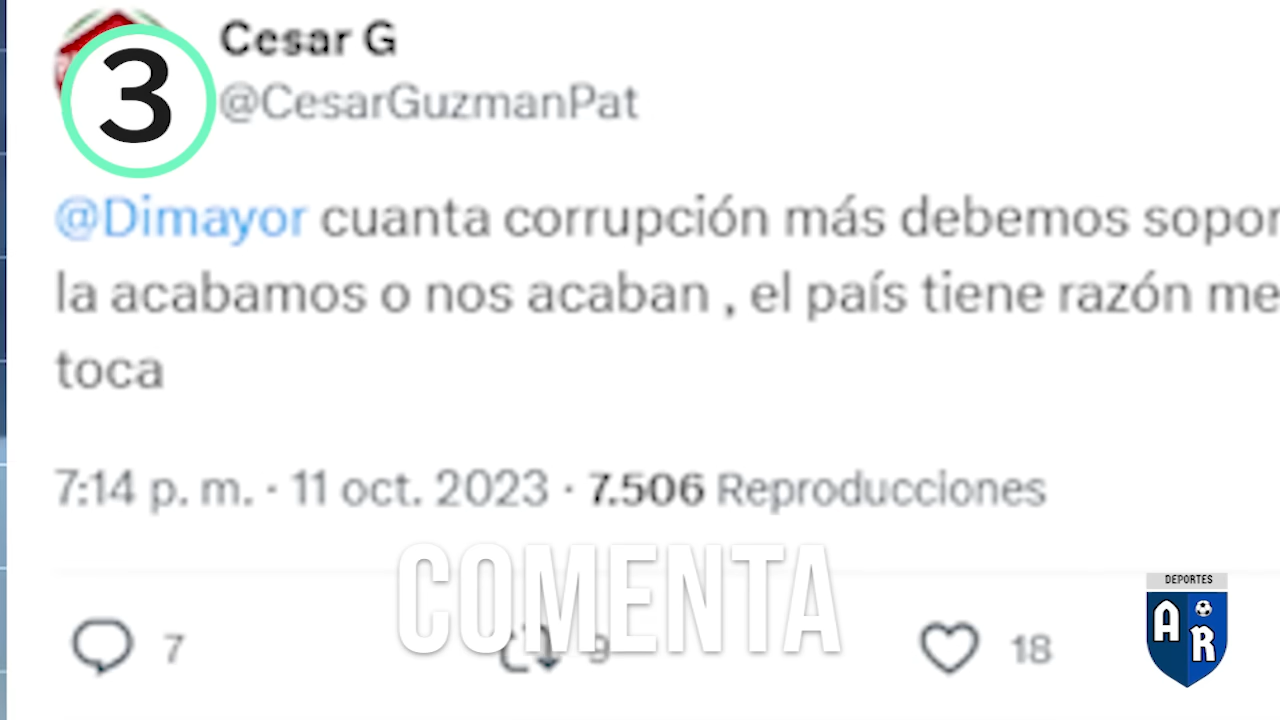 3
Cesar G
@CesarGuzmanPat
@Dimayor cuanta corrupción más debemos sopor
la acabamos o nos acaban , el país tiene razón me
toca
7:14 p. m. · 11 oct. 2023 · 7.506 Reproducciones
COMENTA
7 9 18
DEPORTES
A
R